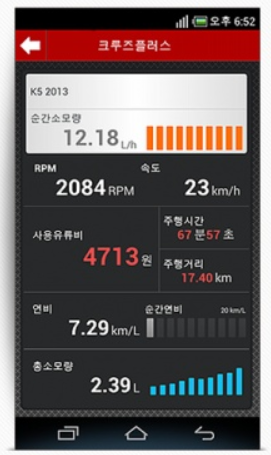 오후 6:52
크루즈플러스
K5 2013
순간소모량
12.18 L/h
RPM 속도
2084 RPM 23 km/h
사용유류비
4713 원
주행시간
67 분 57 초
주행거리
17.40 km
연비 순간연비 20 km/L
7.29 km/L
총소모량
2.39 L